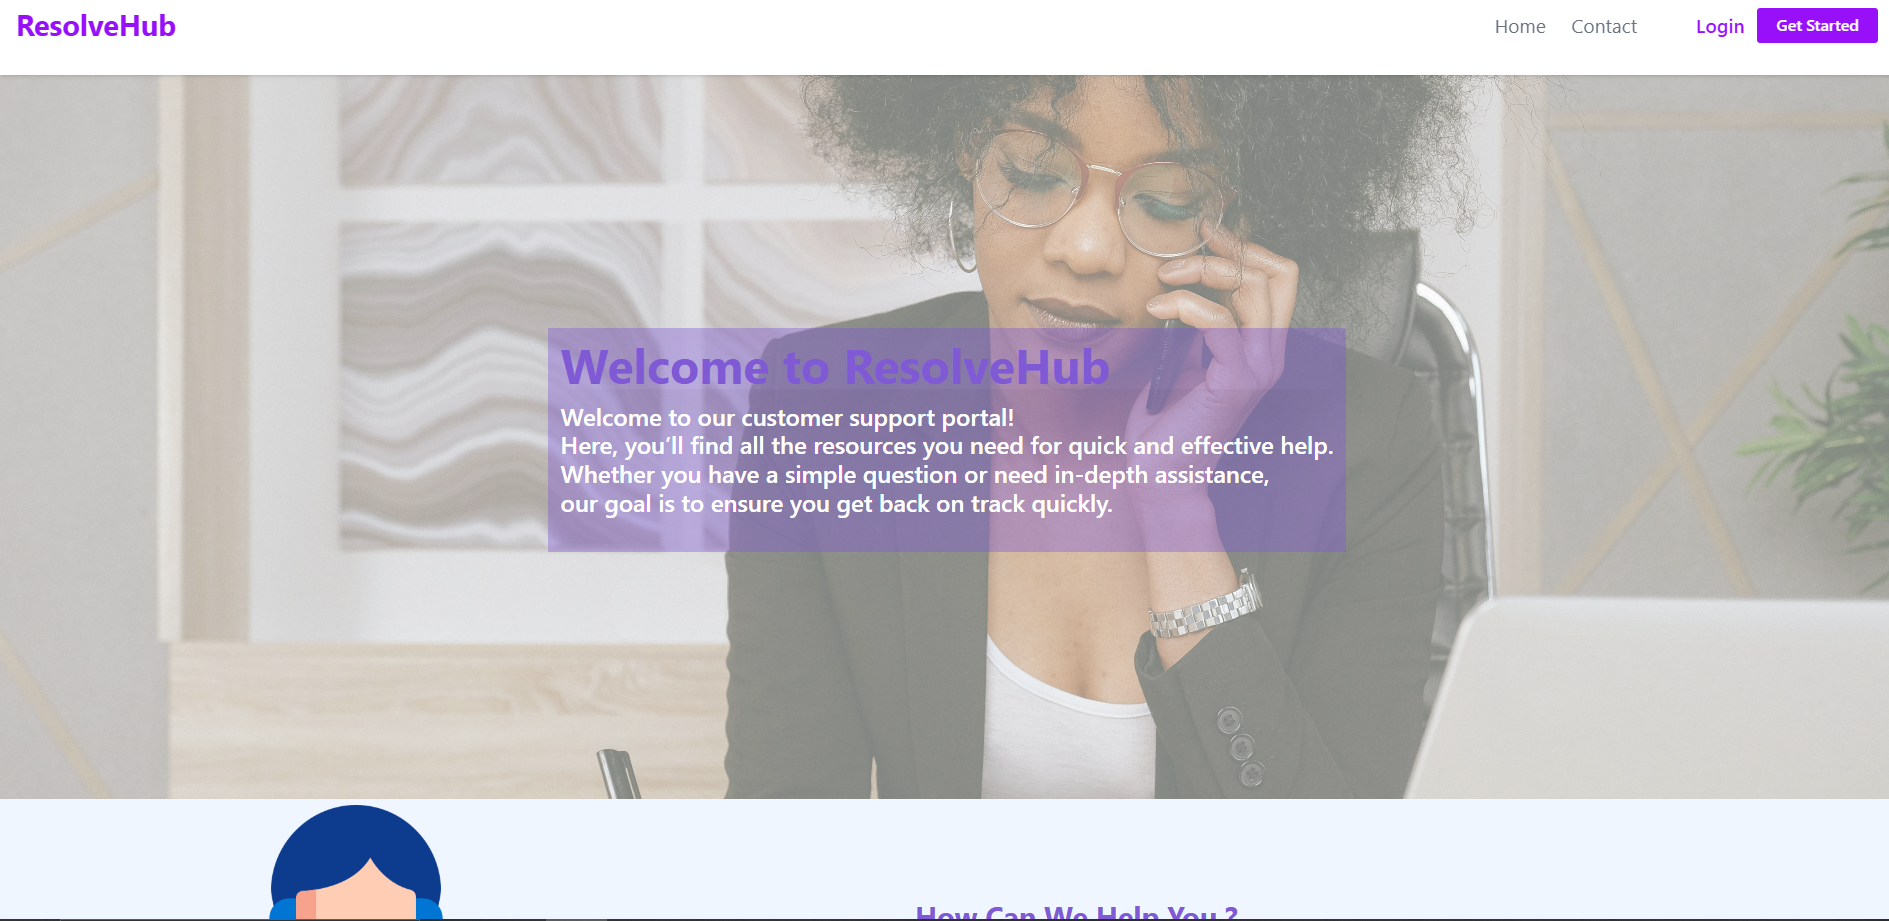 ResolveHub
Home
Contact
Login
Get Started
Welcome to ResolveHub
Welcome to our customer support portal!
Here, you’ll find all the resources you need for quick and effective help.
Whether you have a simple question or need in-depth assistance,
our goal is to ensure you get back on track quickly.
How Can We Help You ?